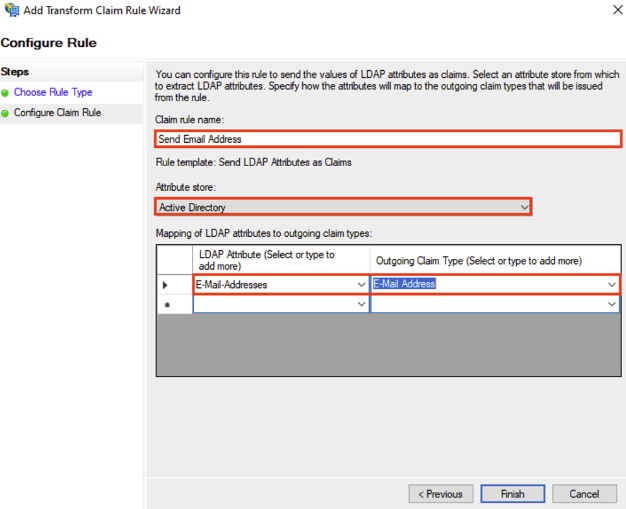 Add Transform Claim Rule Wizard
Configure Rule
Steps
Choose Rule Type
Configure Claim Rule
You can configure this rule to send the values of LDAP attributes as claims. Select an attribute store from which
to extract LDAP attributes. Specify how the attributes will map to the outgoing claim types that will be issued
from the rule.
Claim rule name:
Send Email Address
Rule template: Send LDAP Attributes as Claims
Attribute store:
Active Directory
Mapping of LDAP attributes to outgoing claim types:
LDAP Attribute (Select or type to
add more)
Outgoing Claim Type (Select or type to add more)
E-Mail-Addresses
E-Mail Address
< Previous
Finish
Cancel